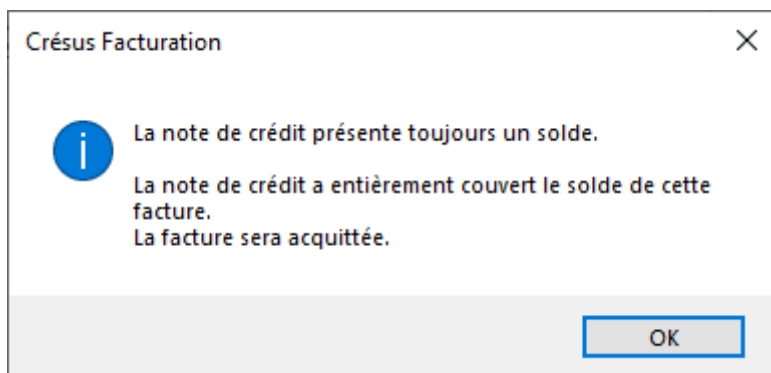 Crésus Facturation
La note de crédit présente toujours un solde.
La note de crédit a entièrement couvert le solde de cette
facture.
La facture sera acquittée.
OK